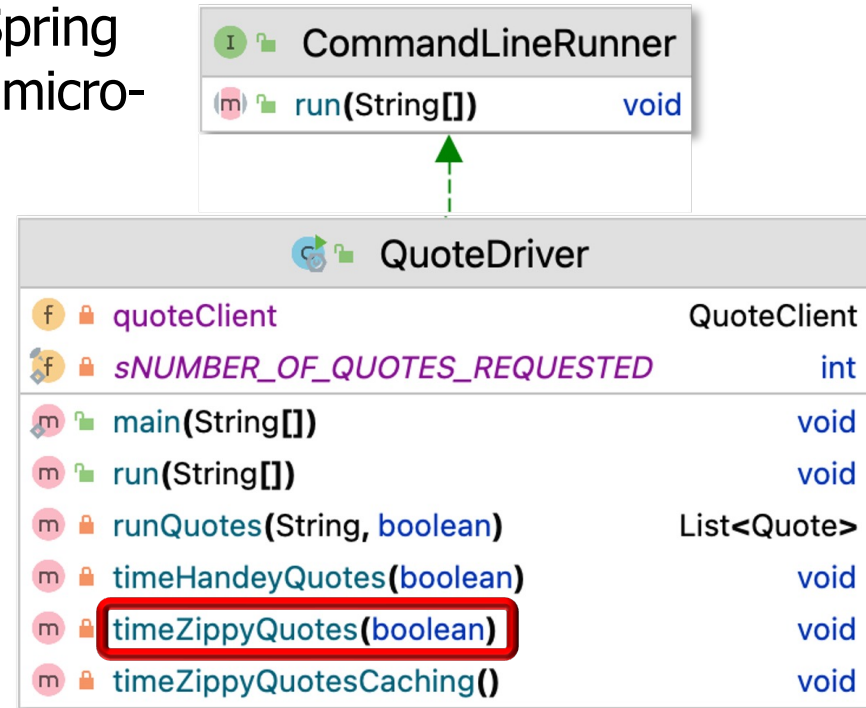 Spring
micro-
I CommandLineRunner
m run(String[]) void
C QuoteDriver
f quoteClient QuoteClient
f sNUMBER_OF_QUOTES_REQUESTED int
m main(String[]) void
m run(String[]) void
m runQuotes(String, boolean) List<Quote>
m timeHandeyQuotes(boolean) void
m timeZippyQuotes(boolean) void
m timeZippyQuotesCaching() void